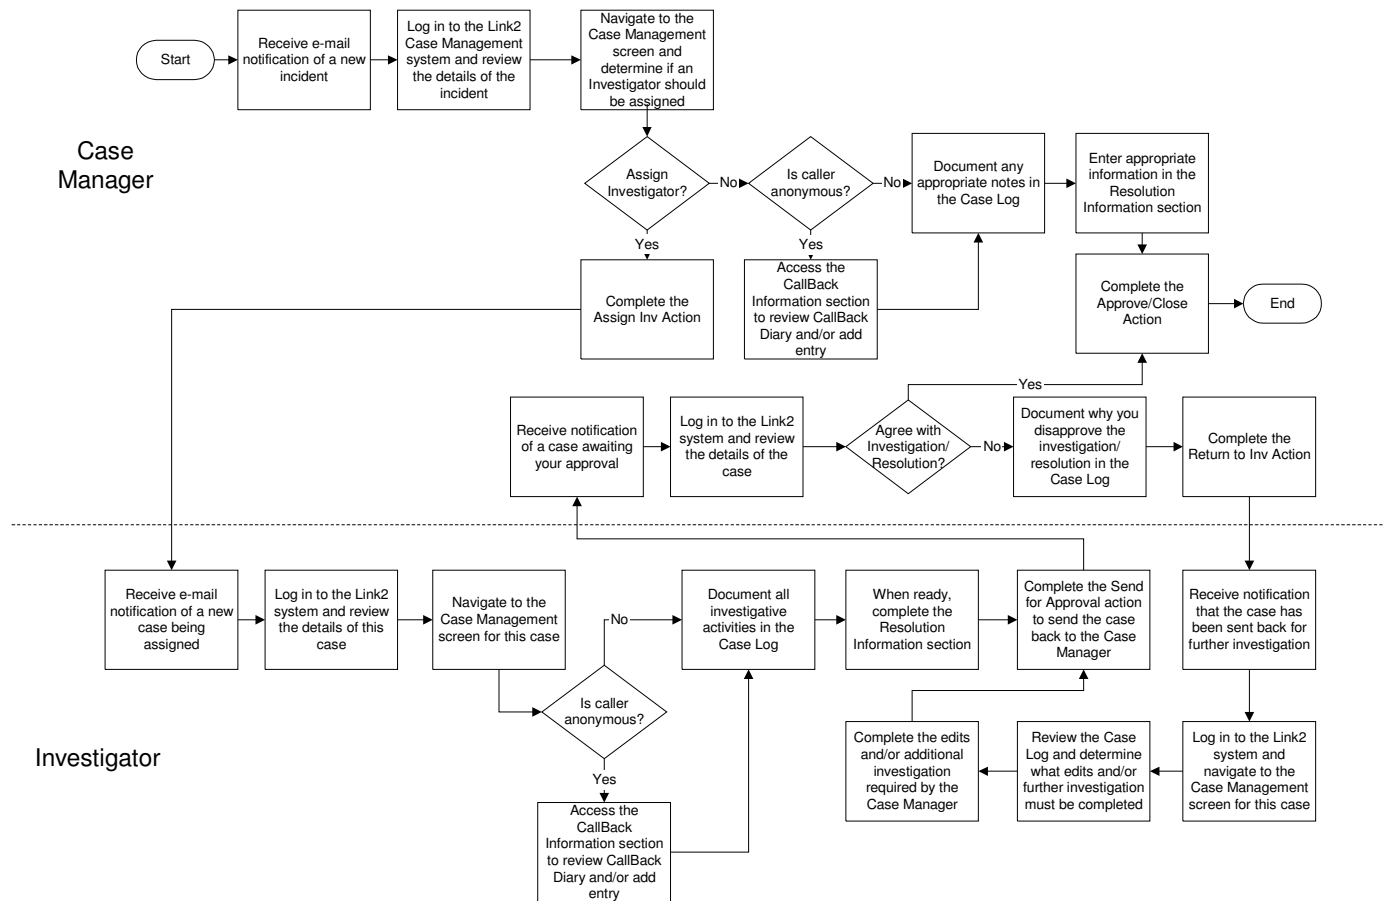 Start
Receive e-mail
notification of a new
incident
Log in to the Link2
Case Management
system and review
the details of the
incident
Navigate to the
Case Management
screen and
determine if an
Investigator should
be assigned
Case
Manager
Assign
Investigator?
No
Is caller
anonymous?
No
Document any
appropriate notes in
the Case Log
Enter appropriate
information in the
Resolution
Information section
Yes
Yes
Complete the
Assign Inv Action
Access the
CallBack
Information section
to review CallBack
Diary and/or add
entry
Complete the
Approve/Close
Action
End
Yes
Receive notification
of a case awaiting
your approval
Log in to the Link2
system and review
the details of the
case
Agree with
Investigation/
Resolution?
No
Document why you
disapprove the
investigation/
resolution in the
Case Log
Complete the
Return to Inv Action
Receive e-mail
notification of a new
case being
assigned
Log in to the Link2
system and review
the details of this
case
Navigate to the
Case Management
screen for this case
No
Document all
investigative
activities in the
Case Log
When ready,
complete the
Resolution
Information section
Complete the Send
for Approval action
to send the case
back to the Case
Manager
Receive notification
that the case has
been sent back for
further investigation
Is caller
anonymous?
Investigator
Yes
Complete the edits
and/or additional
investigation
required by the
Case Manager
Review the Case
Log and determine
what edits and/or
further investigation
must be completed
Log in to the Link2
system and
navigate to the
Case Management
screen for this case
Access the
CallBack
Information section
to review CallBack
Diary and/or add
entry